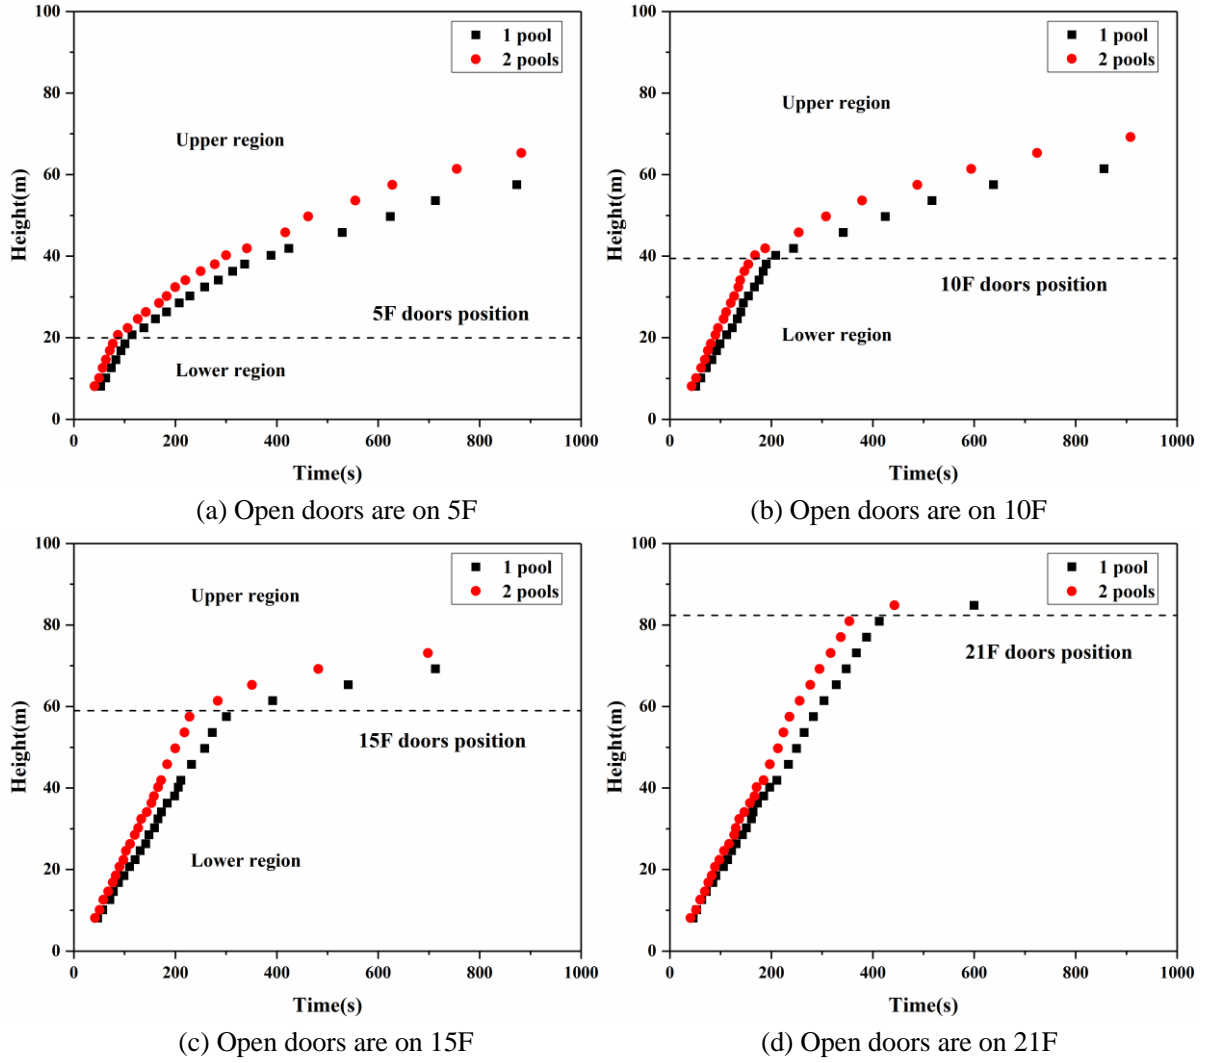 100
80
60
40
20
0
Height(m)
1 pool
2 pools
Upper region
5F doors position
Lower region
0
200
400
600
800
1000
Time(s)
(a) Open doors are on 5F
100
80
60
40
20
0
Height(m)
1 pool
2 pools
Upper region
10F doors position
Lower region
0
200
400
600
800
1000
Time(s)
(b) Open doors are on 10F
100
80
60
40
20
0
Height(m)
1 pool
2 pools
Upper region
15F doors position
Lower region
0
200
400
600
800
1000
Time(s)
(c) Open doors are on 15F
100
80
60
40
20
0
Height(m)
1 pool
2 pools
21F doors position
0
200
400
600
800
1000
Time(s)
(d) Open doors are on 21F